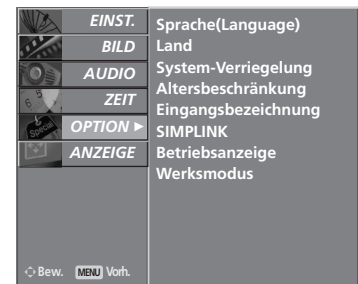 EINST.
BILD
AUDIO
ZEIT
OPTION ►
ANZEIGE
Sprache(Language)
Land
System-Verriegelung
Altersbeschränkung
Eingangsbezeichnung
SIMPLINK
Betriebsanzeige
Werksmodus
Special
Bew. MENU Vorh.